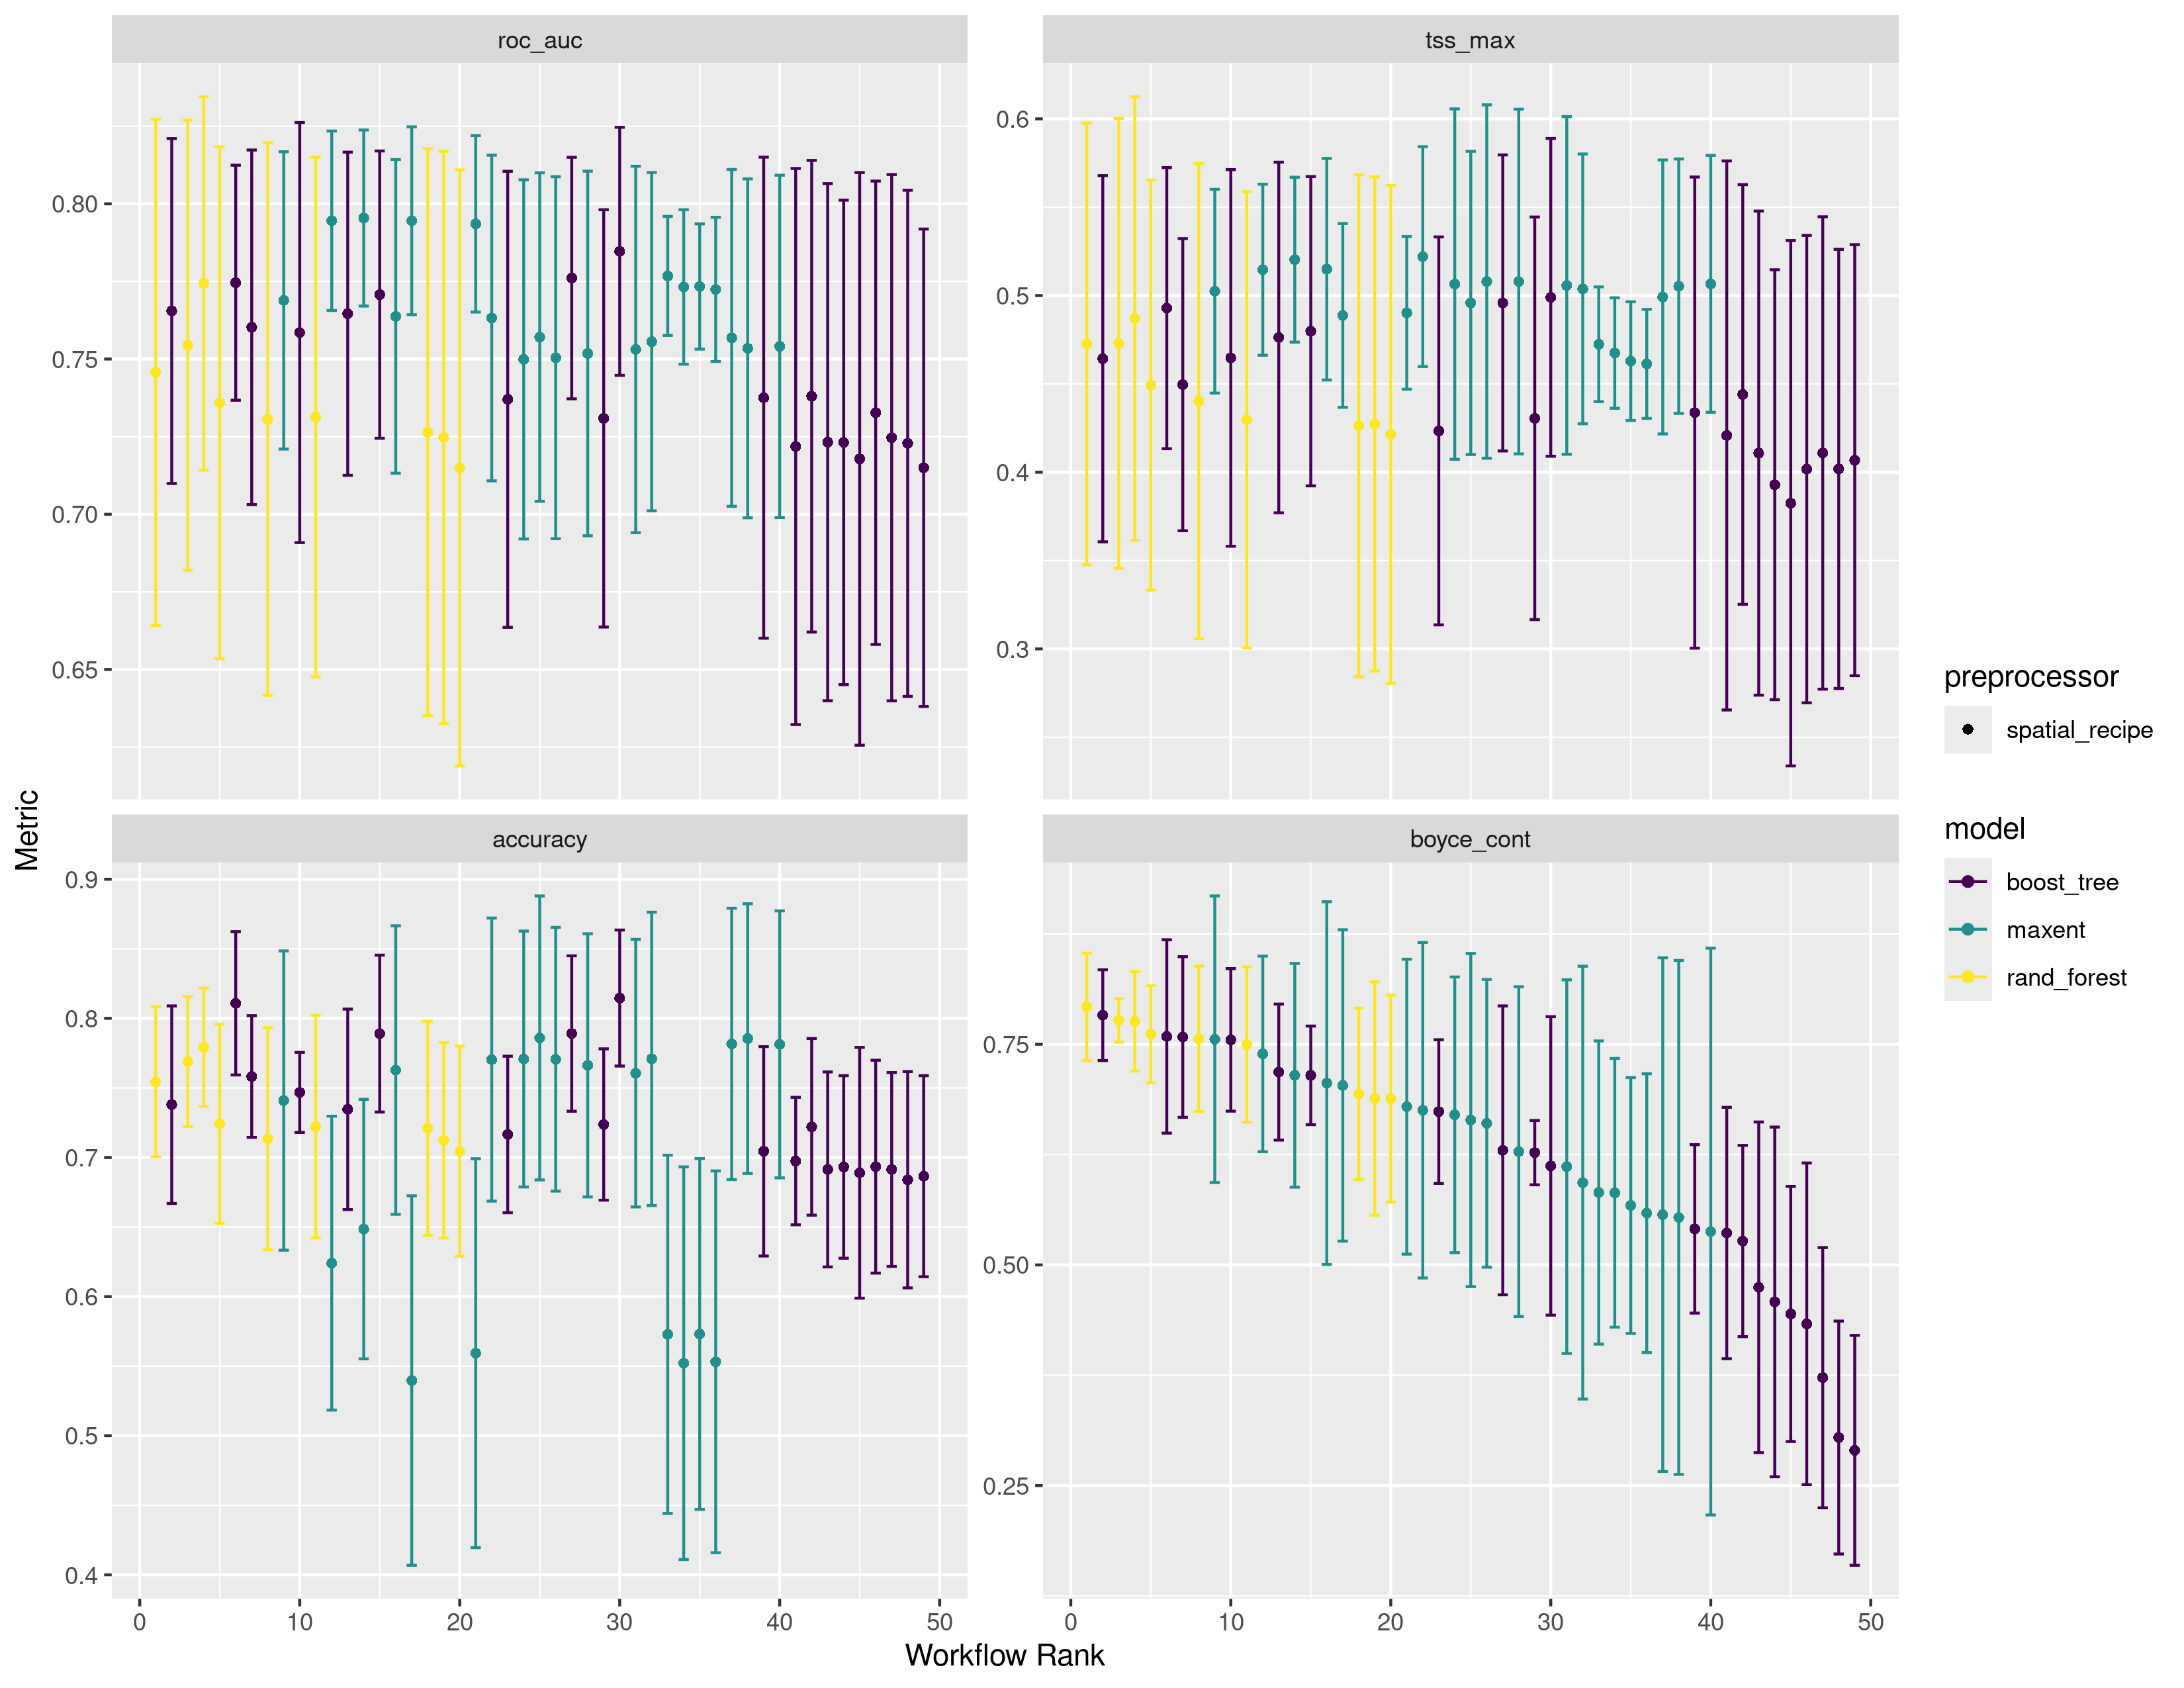 roc_auc
tss_max
0.80
0.75
0.70
0.65
0.6
0.5
0.4
0.3
accuracy
boyce_cont
0.9
0.8
0.7
0.6
0.5
0.4
0.75
0.50
0.25
0 10 20 30 40 50
0 10 20 30 40 50
Workflow Rank
Metric
preprocessor
spatial_recipe
model
boost_tree
maxent
rand_forest